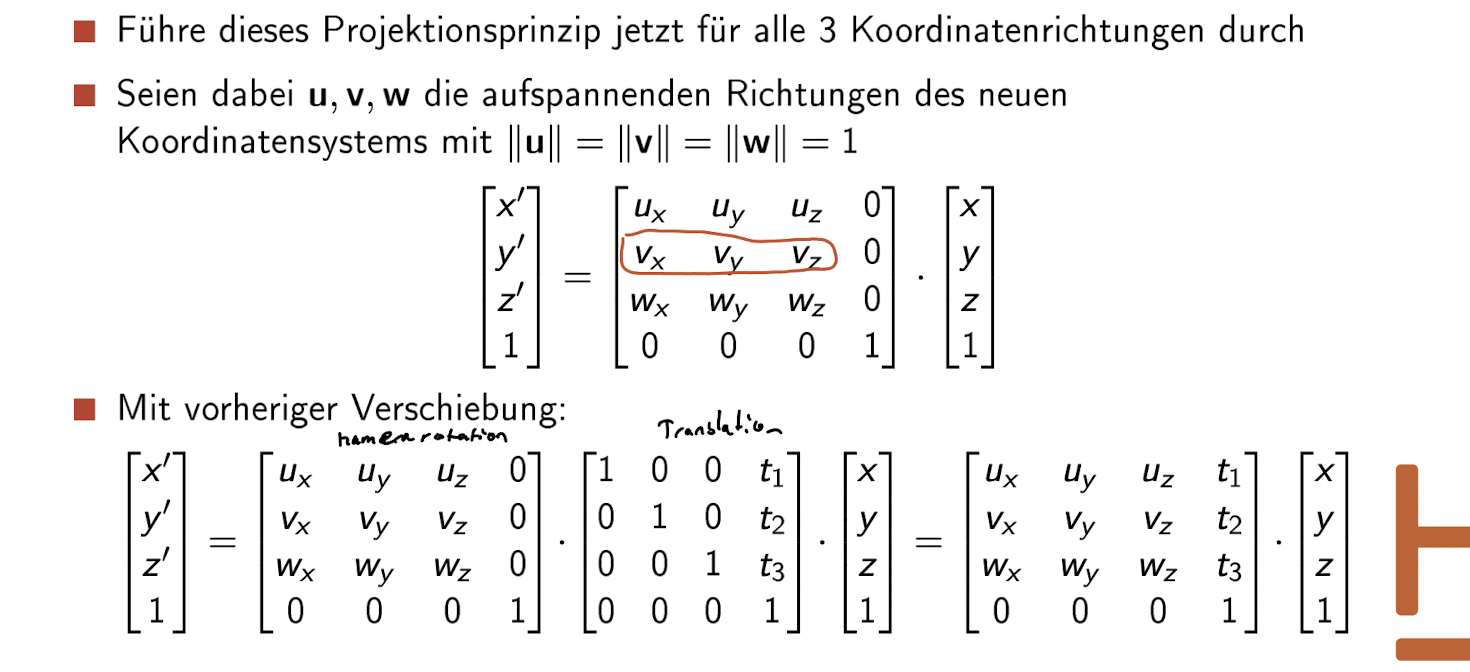 Führe dieses Projektionsprinzip jetzt für alle 3 Koordinatenrichtungen durch
Seien dabei u, v, w die aufspannenden Richtungen des neuen
Koordinatensystems mit ‖u‖ = ‖v‖ = ‖w‖ = 1
[x′ y′ z′ 1] = [u_x u_y u_z 0; v_x v_y v_z 0; w_x w_y w_z 0; 0 0 0 1] · [x y z 1]
Mit vorheriger Verschiebung:
kamera rotation Translation
[x′ y′ z′ 1] = [u_x u_y u_z 0; v_x v_y v_z 0; w_x w_y w_z 0; 0 0 0 1] · [1 0 0 t_1; 0 1 0 t_2; 0 0 1 t_3; 0 0 0 1] · [x y z 1] = [u_x u_y u_z t_1; v_x v_y v_z t_2; w_x w_y w_z t_3; 0 0 0 1] · [x y z 1]